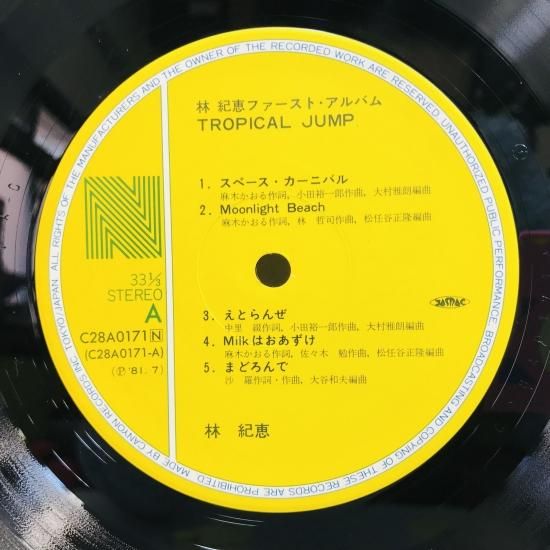 ALL RIGHTS OF THE MANUFACTURERS AND THE OWNER OF THE RECORDED WORK ARE RESERVED. UNAUTHORIZED PUBLIC PERFORMANCE, BROADCASTING AND COPYING OF THESE RECORDS ARE PROHIBITED
MADE BY CANYON RECORDS INC. TOKYO/JAPAN
林 紀恵ファースト・アルバム
TROPICAL JUMP
1. スペース・カーニバル
麻木かおる作詞, 小田裕一郎作曲, 大村雅朗編曲
2. Moonlight Beach
麻木かおる作詞, 林 哲司作曲, 松任谷正隆編曲
N
33⅓
STEREO
A
C28A0171 N
(C28A0171-A)
(Ⓟ'81. 7)
JASRAC
3. えとらんぜ
中里 綴作詞, 小田裕一郎作曲, 大村雅朗編曲
4. Milkはおあずけ
麻木かおる作詞, 佐々木 勉作曲, 松任谷正隆編曲
5. まどろんで
沙 羅作詞・作曲, 大谷和夫編曲
林 紀恵